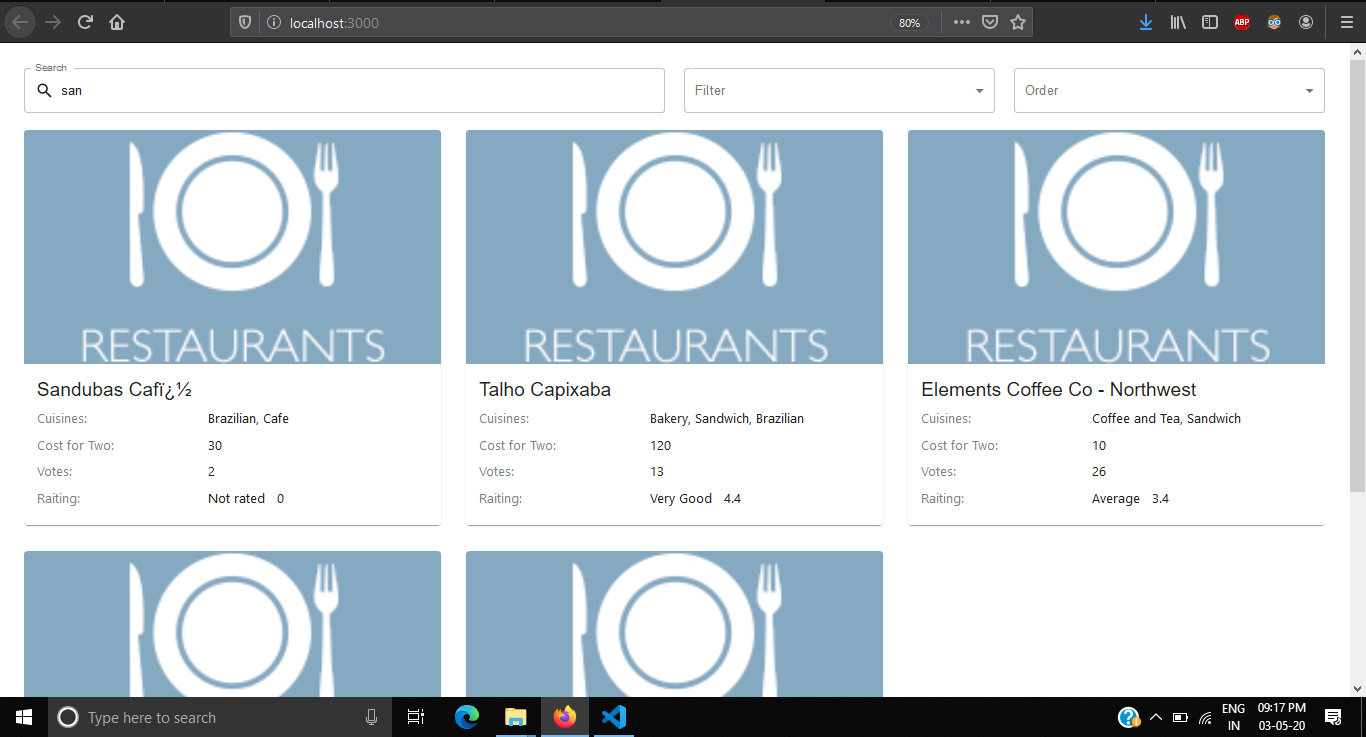 localhost:3000
80%
ABP
Search
san
Filter
Order
RESTAURANTS
RESTAURANTS
RESTAURANTS
Sandubas Cafï¿½
Cuisines: Brazilian, Cafe
Cost for Two: 30
Votes: 2
Raiting: Not rated 0
Talho Capixaba
Cuisines: Bakery, Sandwich, Brazilian
Cost for Two: 120
Votes: 13
Raiting: Very Good 4.4
Elements Coffee Co - Northwest
Cuisines: Coffee and Tea, Sandwich
Cost for Two: 10
Votes: 26
Raiting: Average 3.4
Type here to search
ENG
IN
09:17 PM
03-05-20